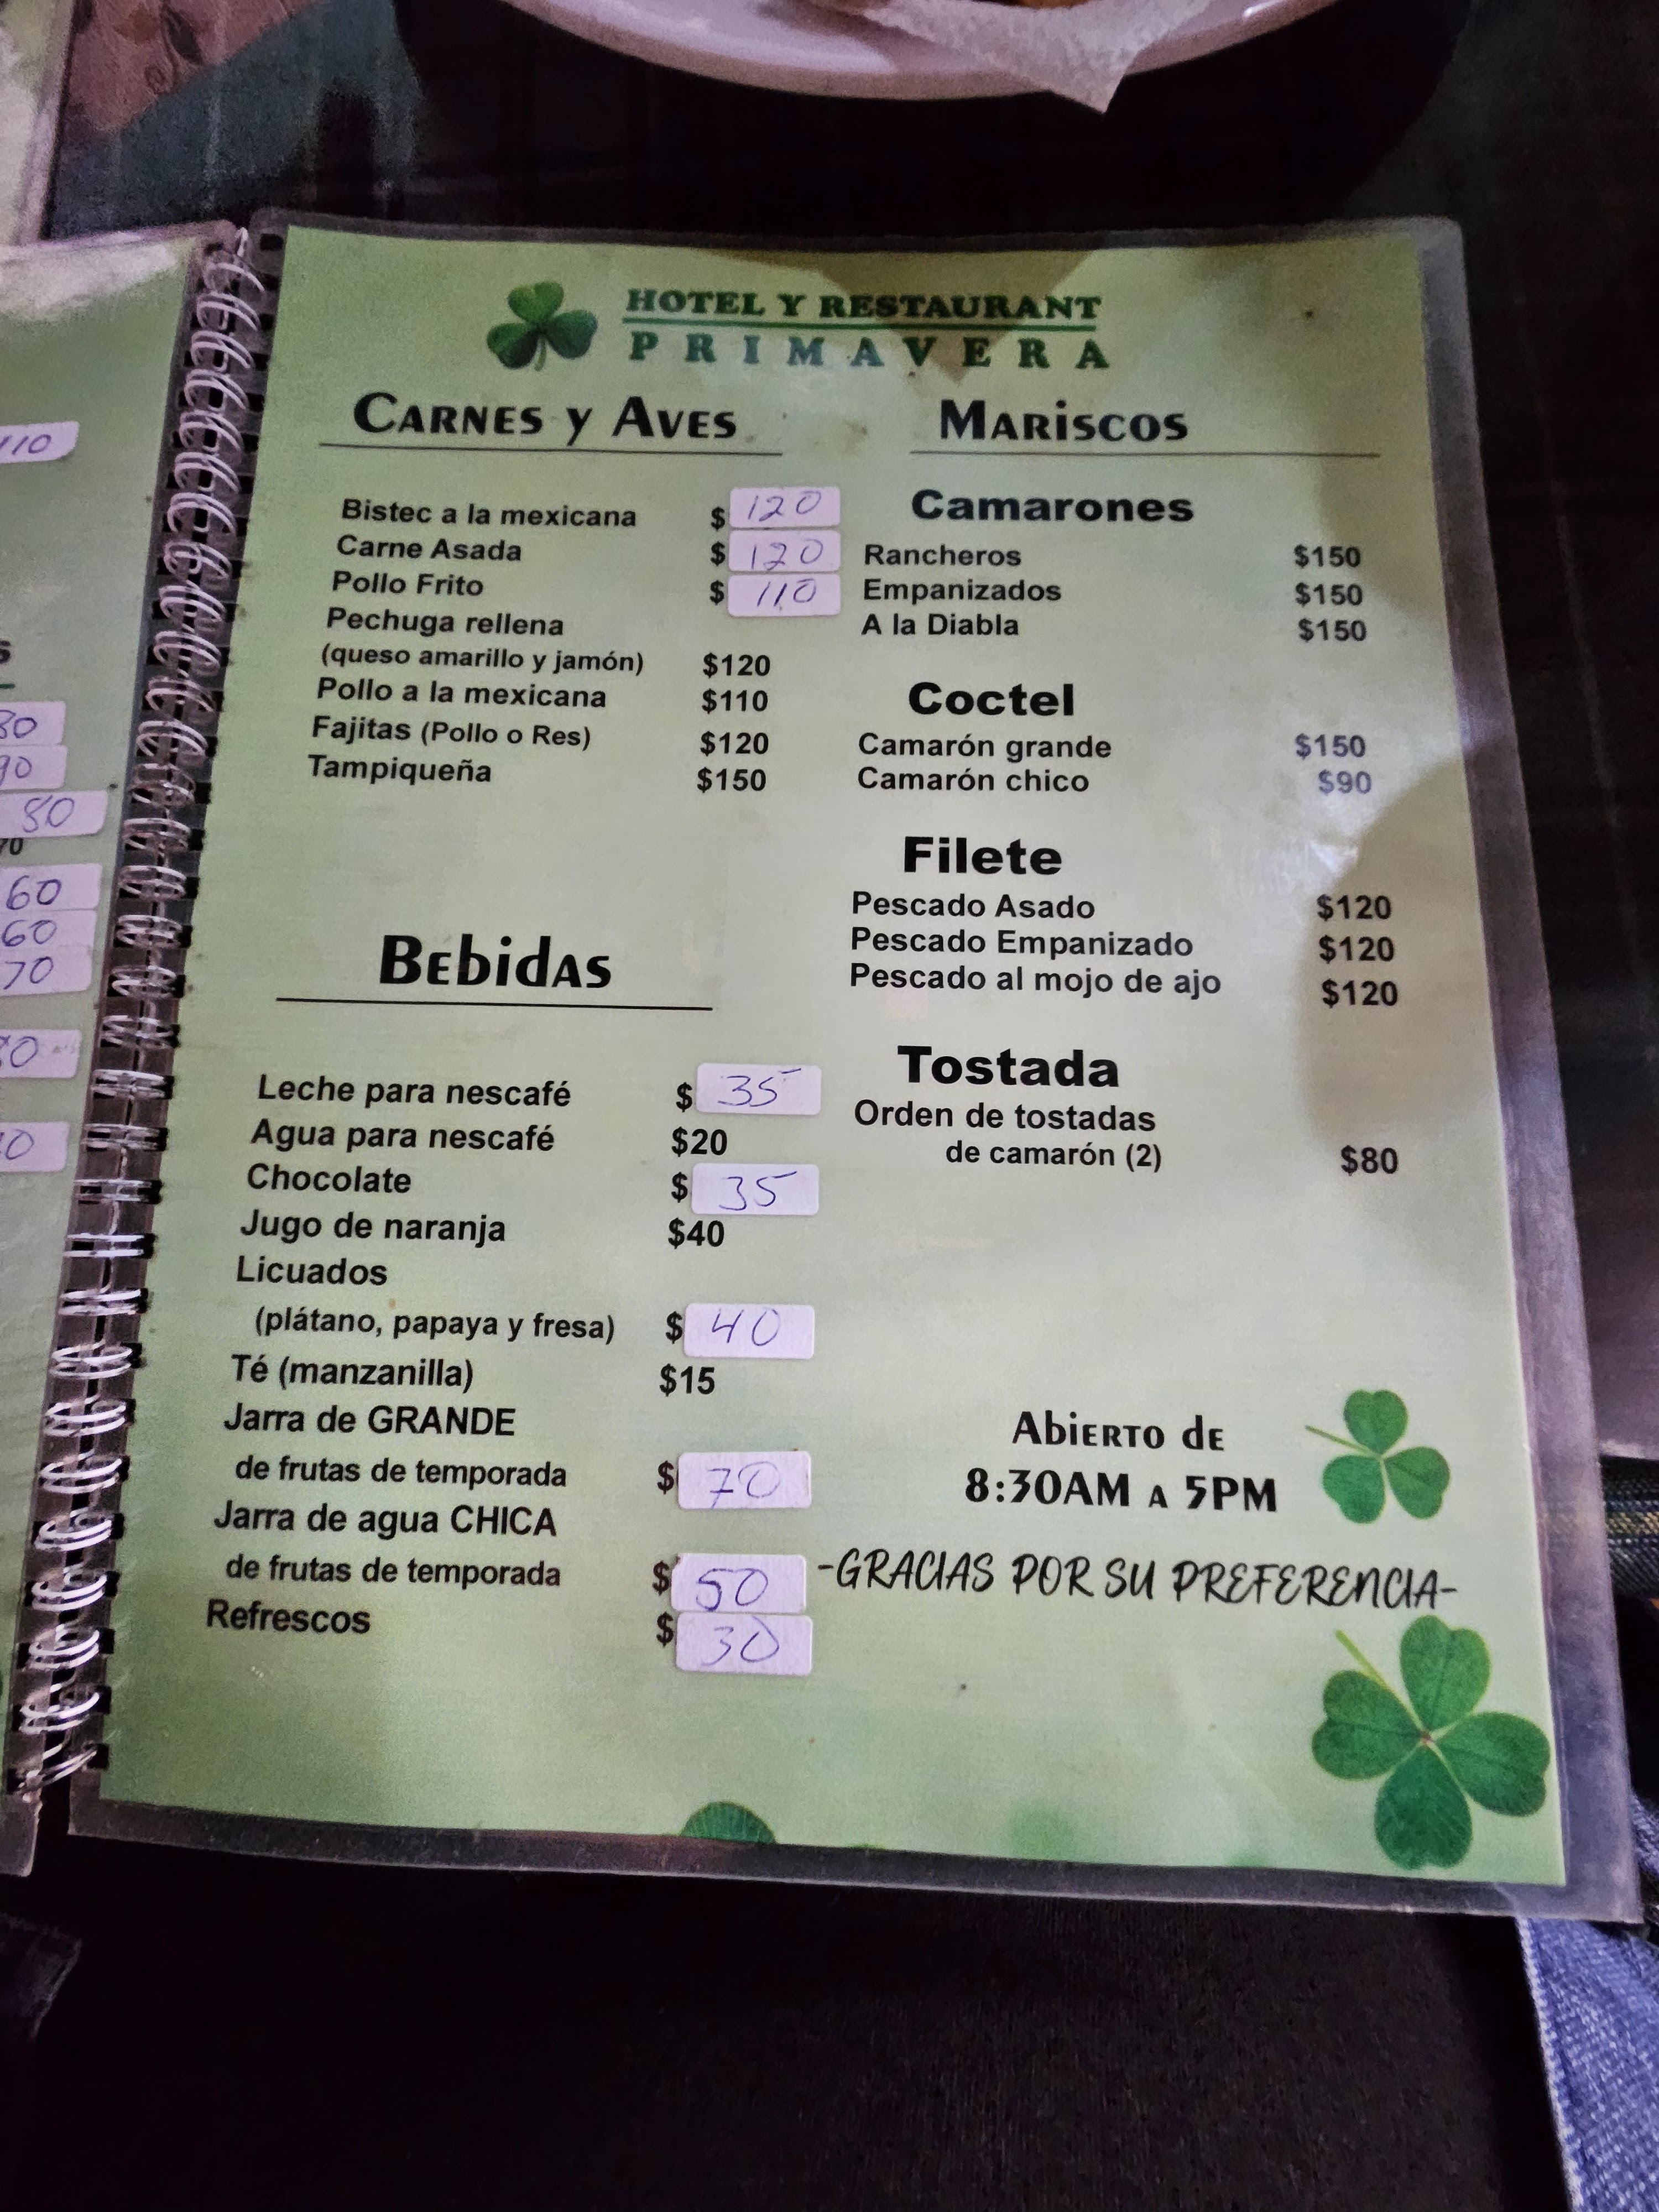 HOTEL Y RESTAURANT
PRIMAVERA
CARNES y AVES
Bistec a la mexicana $ 120
Carne Asada $ 120
Pollo Frito $ 110
Pechuga rellena
(queso amarillo y jamón) $120
Pollo a la mexicana $110
Fajitas (Pollo o Res) $120
Tampiqueña $150
BEbidAS
Leche para nescafé $ 35
Agua para nescafé $20
Chocolate $ 35
Jugo de naranja $40
Licuados
(plátano, papaya y fresa) $ 40
Té (manzanilla) $15
Jarra de GRANDE
de frutas de temporada $ 70
Jarra de agua CHICA
de frutas de temporada $ 50
Refrescos $ 30
MARiSCOS
Camarones
Rancheros $150
Empanizados $150
A la Diabla $150
Coctel
Camarón grande $150
Camarón chico $90
Filete
Pescado Asado $120
Pescado Empanizado $120
Pescado al mojo de ajo $120
Tostada
Orden de tostadas
de camarón (2) $80
AbiERTO dE
8:30AM A 5PM
-GRACIAS POR SU PREFERENCIA-
110
80
60
60
70